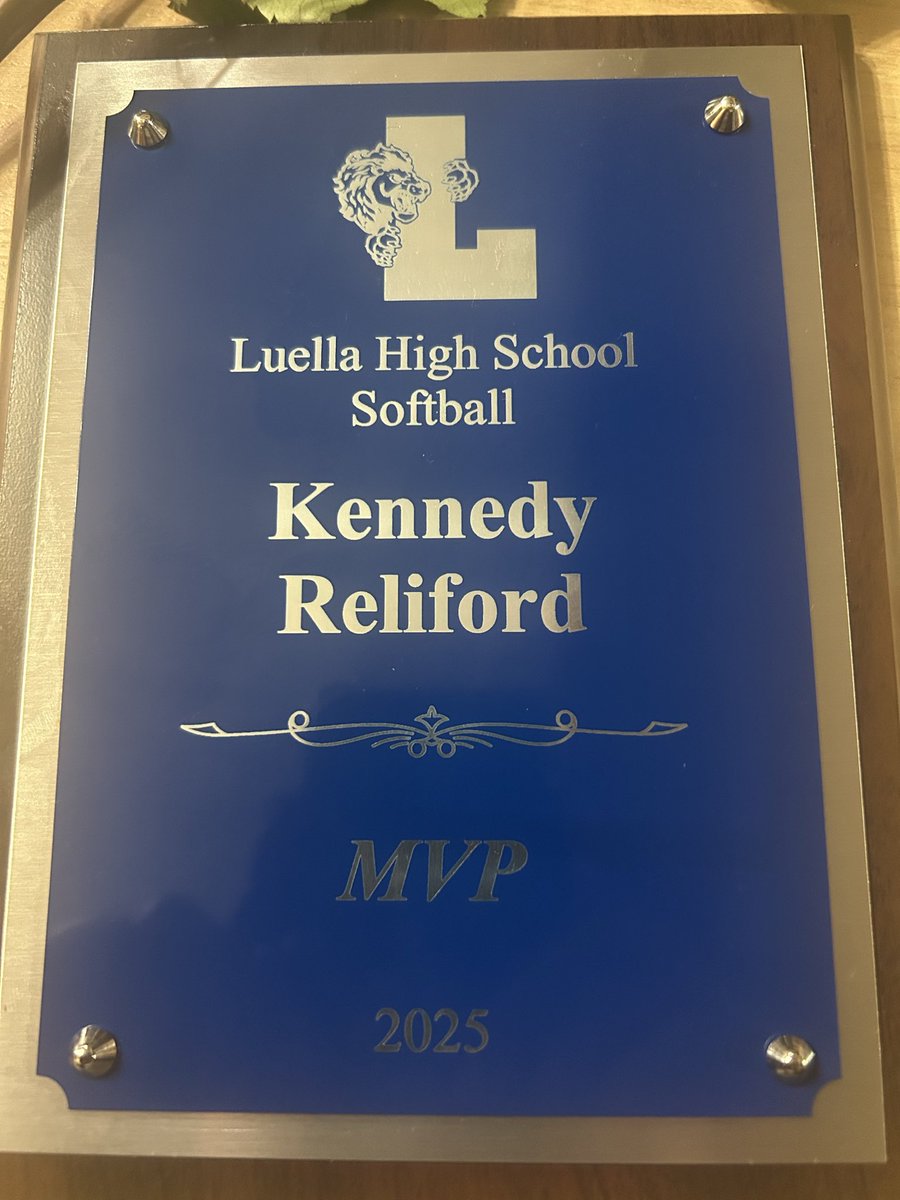 L
Luella High School
Softball
Kennedy
Reliford
MVP
2025